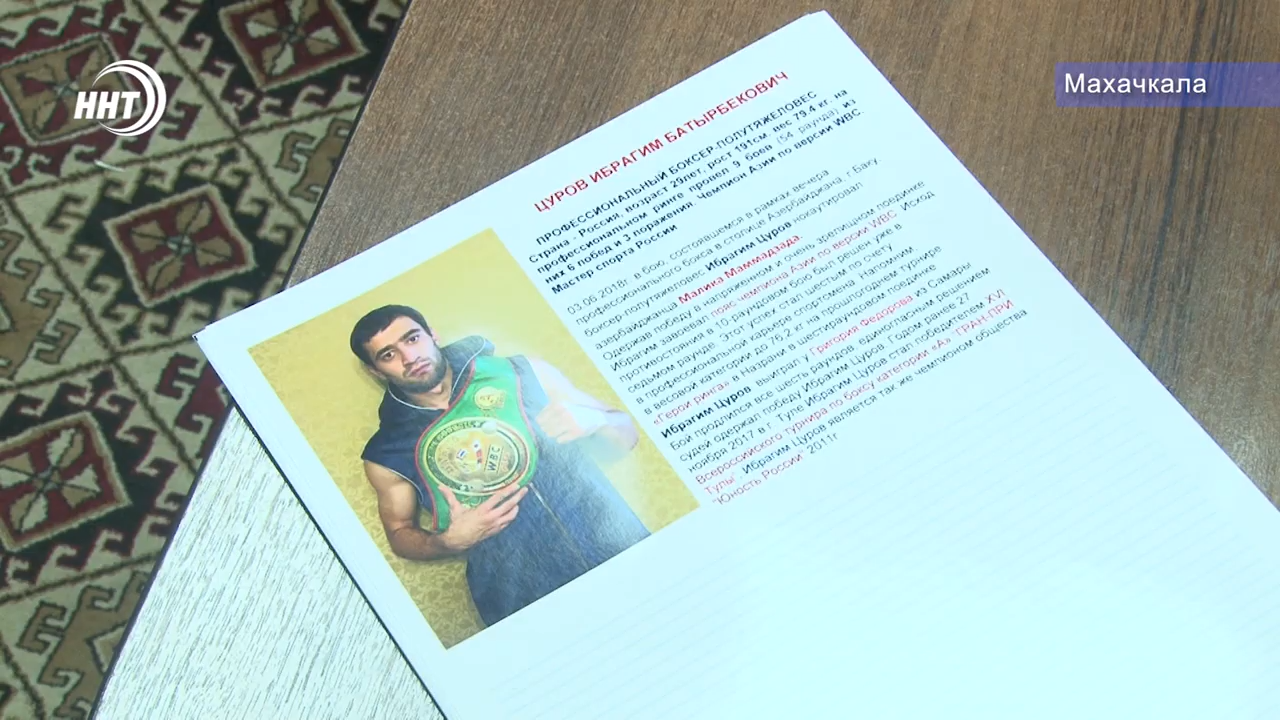 ННТ
Махачкала
ЦУРОВ ИБРАГИМ БАТЫРБЕКОВИЧ
ПРОФЕССИОНАЛЬНЫЙ БОКСЕР-ПОЛУТЯЖЕЛОВЕС
Страна - Россия, возраст 29лет, рост 191см вес 79.4 кг. на
профессиональном ринге провел 9 боев (54 раунда), из
них 6 побед и 3 поражения. Чемпион Азии по версии WBC.
Мастер спорта России
03.06.2018г. в бою, состоявшемся в рамках вечера
профессионального бокса в столице Азербайджана, г.Баку,
боксер-полутяжеловес Ибрагим Цуров нокаутировал
азербайджанца Малика Маммадзада.
Одержав победу в напряженном и очень зрелищном поединке
Ибрагим завоевал пояс чемпиона Азии по версии WBC. Исход
противостояния в 10-раундовом бою был решен уже в
седьмом раунде. Этот успех стал шестым по счету
в профессиональной карьере спортсмена. Напомним,
в весовой категории до 76,2 кг на прошлогоднем турнире
«Герои ринга» в Назрани в шестираундовом поединке
Ибрагим Цуров выиграл у Григория Федорова из Самары
Бой продлился все шесть раундов, единогласным решением
судей одержал победу Ибрагим Цуров. Годом ранее 27
ноября 2017 в г. Туле Ибрагим Цуров стал победителем XVI
Всероссийского турнира по боксу категории «А» "ГРАН-ПРИ
Тулы". Ибрагим Цуров является так же чемпионом общества
"Юность России" 2011г
WBC